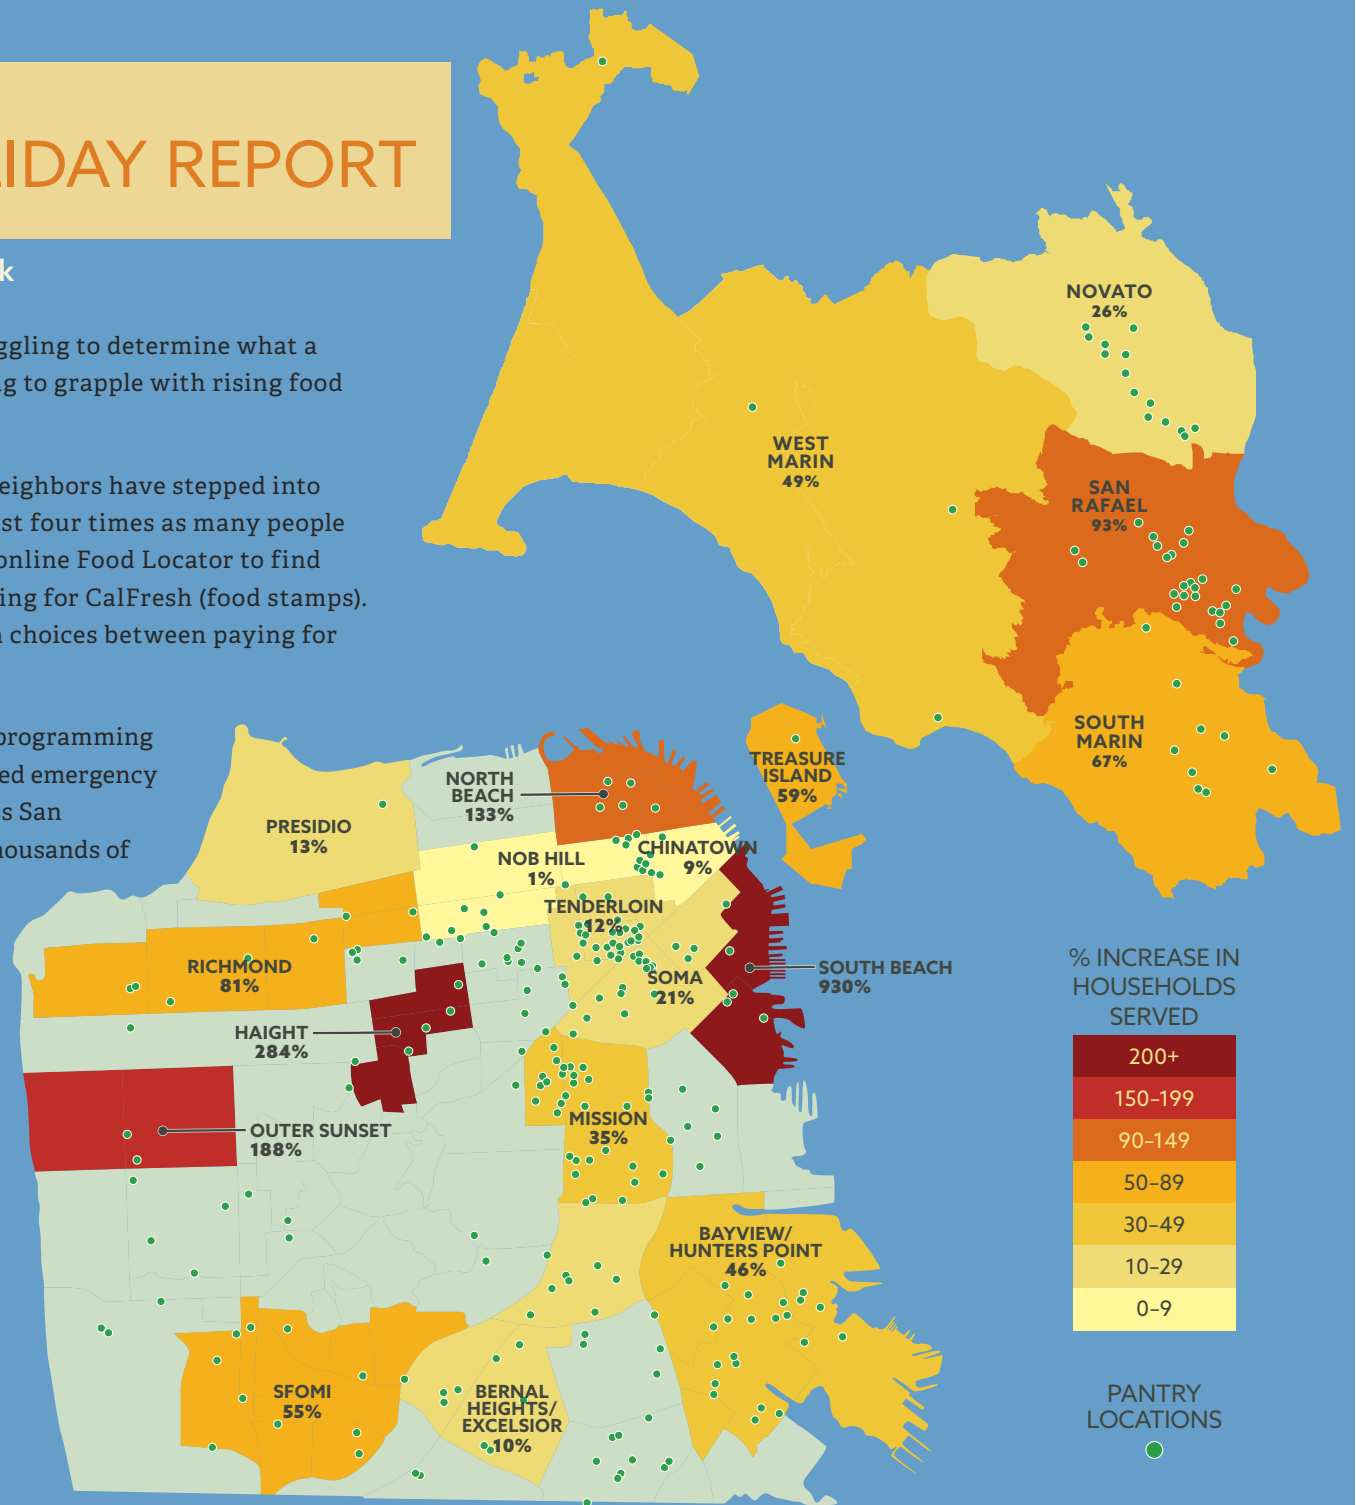 LIDAY REPORT
k
ggling to determine what a
ng to grapple with rising food
eighbors have stepped into
st four times as many people
online Food Locator to find
ing for CalFresh (food stamps).
choices between paying for
programming
ed emergency
ss San
housands of
NOVATO
26%
WEST
MARIN
49%
SAN
RAFAEL
93%
SOUTH
MARIN
67%
TREASURE
ISLAND
59%
NORTH
BEACH
133%
PRESIDIO
13%
NOB HILL
1%
CHINATOWN
9%
TENDERLOIN
12%
RICHMOND
81%
SOMA
21%
SOUTH BEACH
930%
HAIGHT
284%
OUTER SUNSET
188%
MISSION
35%
BAYVIEW/
HUNTERS POINT
46%
SFOMI
55%
BERNAL
HEIGHTS/
EXCELSIOR
10%
% INCREASE IN
HOUSEHOLDS
SERVED
200+
150–199
90–149
50–89
30–49
10–29
0–9
PANTRY
LOCATIONS